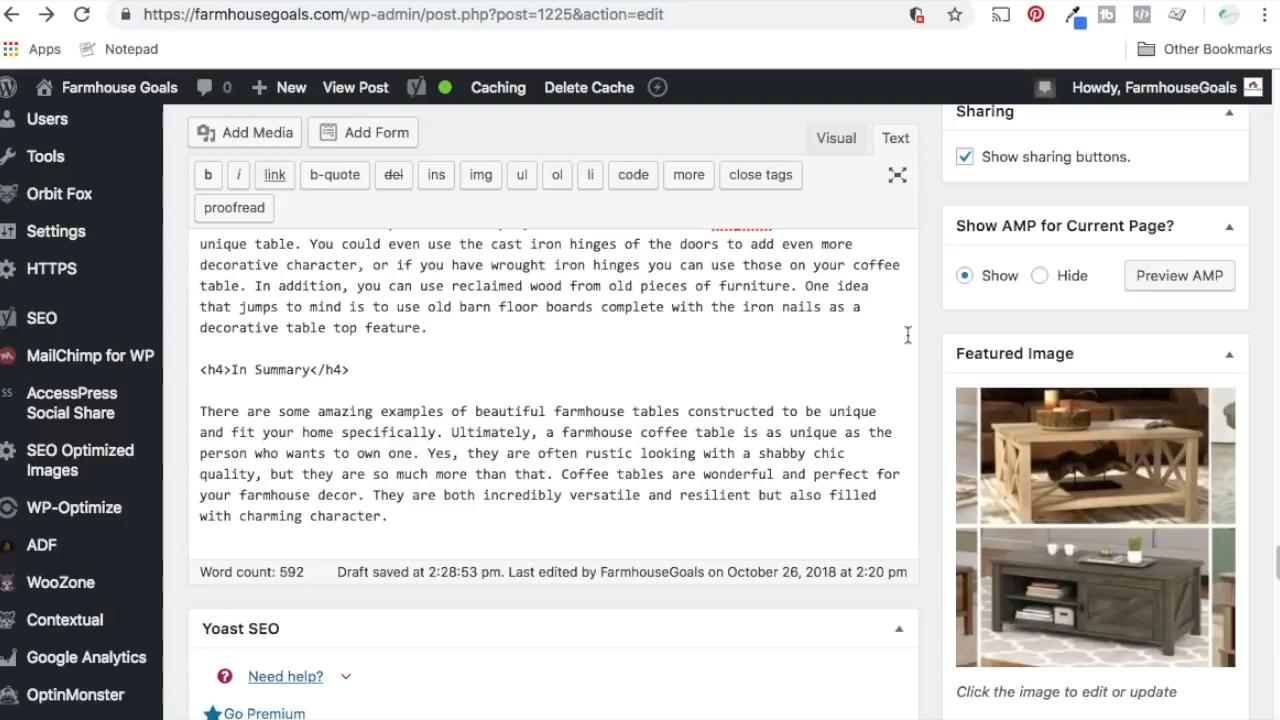 https://farmhousegoals.com/wp-admin/post.php?post=1225&action=edit
Apps
Notepad
Other Bookmarks
Farmhouse Goals
0
New
View Post
Caching
Delete Cache
Howdy, FarmhouseGoals
Users
Tools
Orbit Fox
Settings
HTTPS
SEO
MailChimp for WP
AccessPress
Social Share
SEO Optimized
Images
WP-Optimize
ADF
WooZone
Contextual
Google Analytics
OptinMonster
Add Media
Add Form
Visual
Text
b
i
link
b-quote
del
ins
img
ul
ol
li
code
more
close tags
proofread
unique table. You could even use the cast iron hinges of the doors to add even more
decorative character, or if you have wrought iron hinges you can use those on your coffee
table. In addition, you can use reclaimed wood from old pieces of furniture. One idea
that jumps to mind is to use old barn floor boards complete with the iron nails as a
decorative table top feature.
<h4>In Summary</h4>
There are some amazing examples of beautiful farmhouse tables constructed to be unique
and fit your home specifically. Ultimately, a farmhouse coffee table is as unique as the
person who wants to own one. Yes, they are often rustic looking with a shabby chic
quality, but they are so much more than that. Coffee tables are wonderful and perfect for
your farmhouse decor. They are both incredibly versatile and resilient but also filled
with charming character.
Word count: 592
Draft saved at 2:28:53 pm. Last edited by FarmhouseGoals on October 26, 2018 at 2:20 pm
Yoast SEO
Need help?
Go Premium
Sharing
Show sharing buttons.
Show AMP for Current Page?
Show
Hide
Preview AMP
Featured Image
Click the image to edit or update